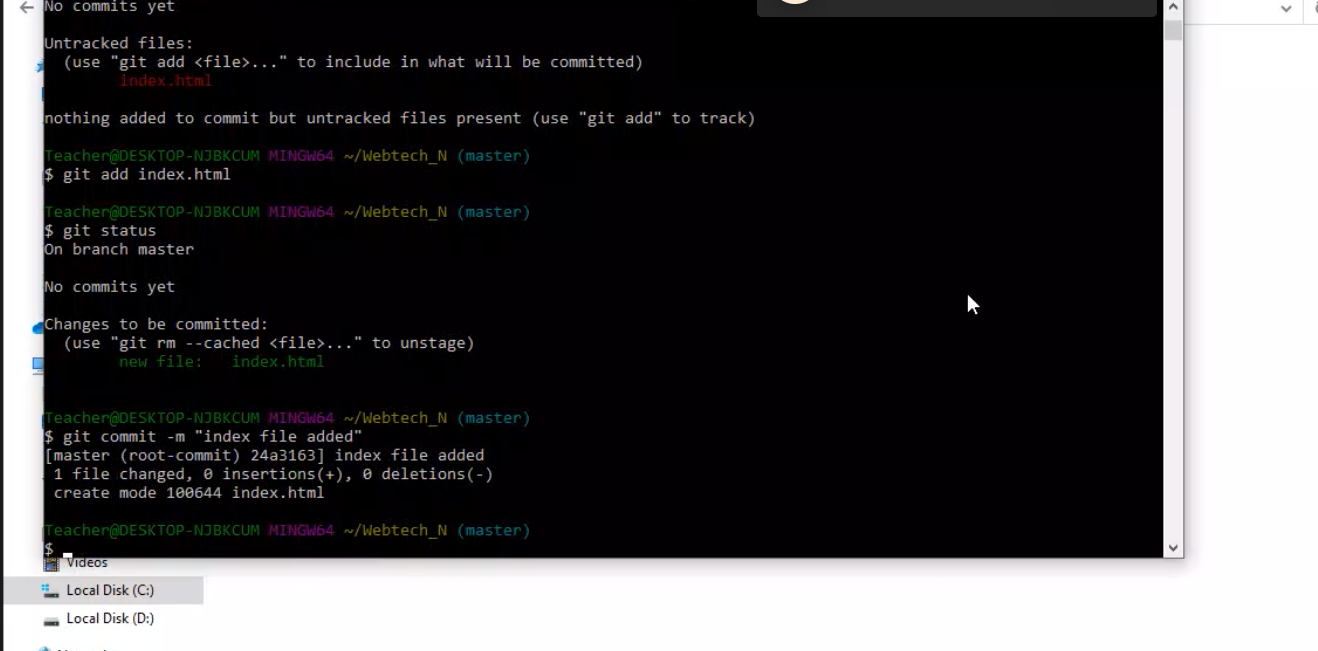 No commits yet
Untracked files:
(use "git add <file>..." to include in what will be committed)
index.html
nothing added to commit but untracked files present (use "git add" to track)
Teacher@DESKTOP-NJBKCUM MINGW64 ~/Webtech_N (master)
$ git add index.html
Teacher@DESKTOP-NJBKCUM MINGW64 ~/Webtech_N (master)
$ git status
On branch master
No commits yet
Changes to be committed:
(use "git rm --cached <file>..." to unstage)
new file:   index.html
Teacher@DESKTOP-NJBKCUM MINGW64 ~/Webtech_N (master)
$ git commit -m "index file added"
[master (root-commit) 24a3163] index file added
1 file changed, 0 insertions(+), 0 deletions(-)
create mode 100644 index.html
Teacher@DESKTOP-NJBKCUM MINGW64 ~/Webtech_N (master)
$
Videos
Local Disk (C:)
Local Disk (D:)